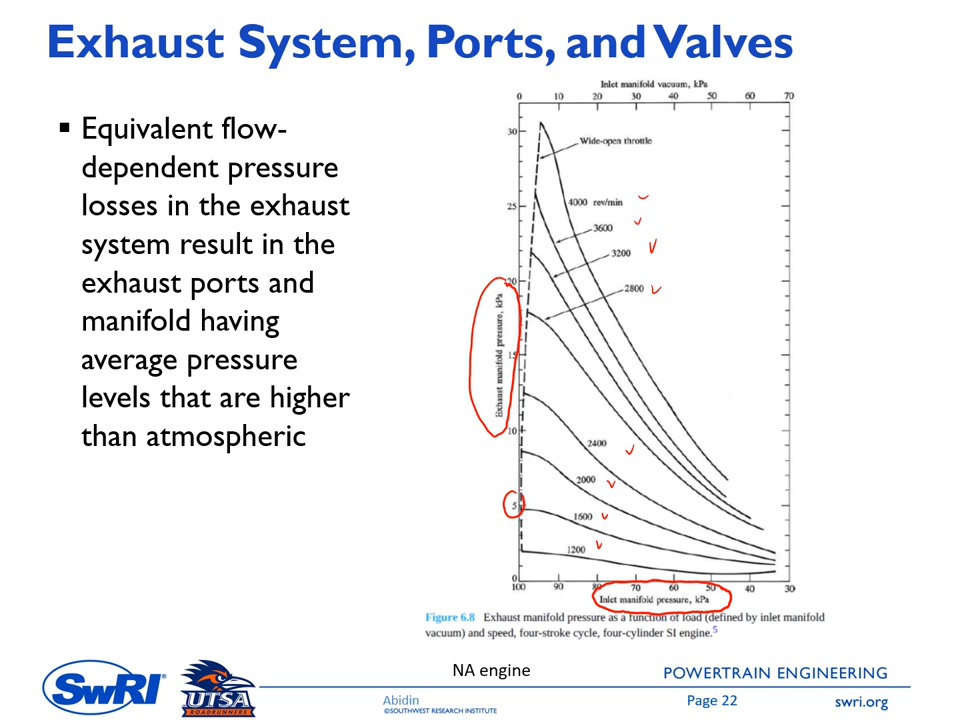 Exhaust System, Ports, and Valves
▪ Equivalent flow-
dependent pressure
losses in the exhaust
system result in the
exhaust ports and
manifold having
average pressure
levels that are higher
than atmospheric
Inlet manifold vacuum, kPa
0 10 20 30 40 50 60 70
30
Wide-open throttle
25
4000 rev/min
3600
3200
20
2800
Exhaust manifold pressure, kPa
15
10
2400
2000
5
1600
1200
0
100 90 80 70 60 50 40 30
Inlet manifold pressure, kPa
Figure 6.8 Exhaust manifold pressure as a function of load (defined by inlet manifold
vacuum) and speed, four-stroke cycle, four-cylinder SI engine.5
NA engine
SwRI
UTSA
ROADRUNNERS
POWERTRAIN ENGINEERING
Abidin
©SOUTHWEST RESEARCH INSTITUTE
Page 22
swri.org